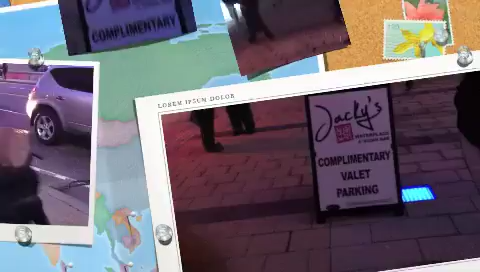 COMPLIMENTARY
LOREM IPSUM DOLOR
Jacky's
COMPLIMENTARY
VALET
PARKING